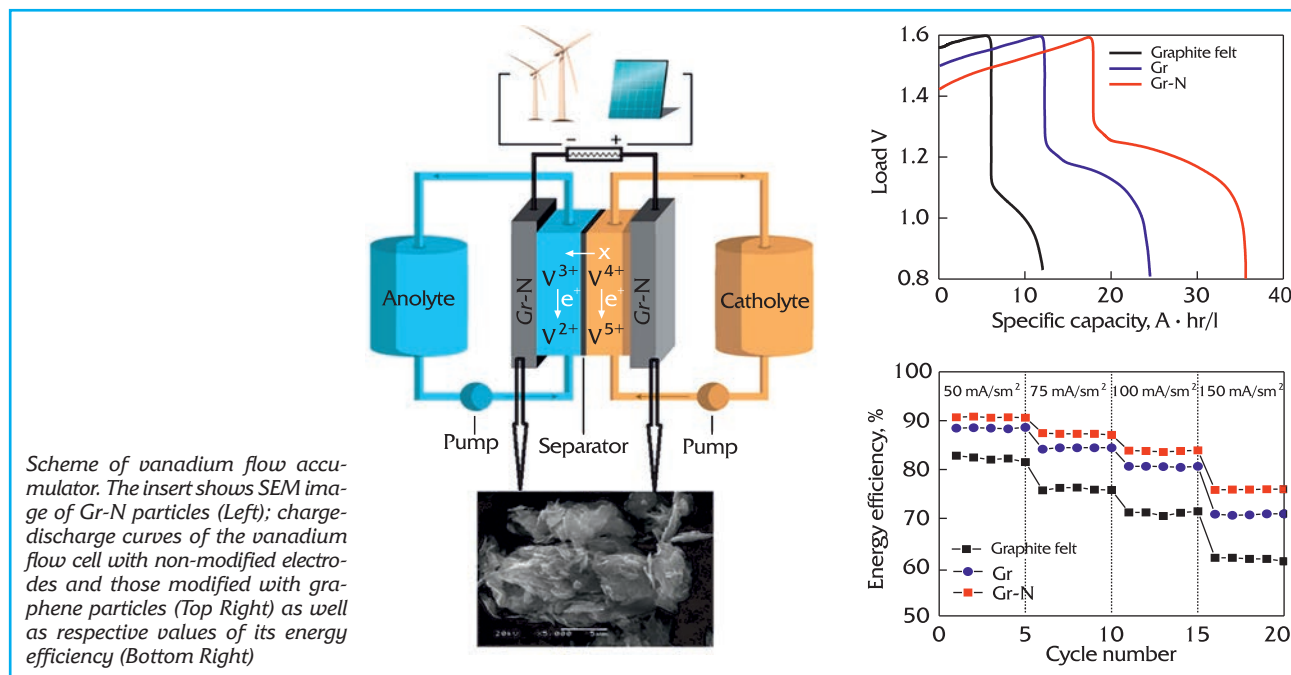 − +
Anolyte
Gr-N
x
V3+ V4+
e+ e+
V2+ V5+
Gr-N
Catholyte
Pump
Separator
Pump
20kU ×5,000 5mm
Scheme of vanadium flow accu-
mulator. The insert shows SEM ima-
ge of Gr-N particles (Left); charge-
discharge curves of the vanadium
flow cell with non-modified electro-
des and those modified with gra-
phene particles (Top Right) as well
as respective values of its energy
efficiency (Bottom Right)
Load V
1.6
1.4
1.2
1.0
0.8
Graphite felt
Gr
Gr-N
0 10 20 30 40
Specific capacity, A · hr/l
Energy efficiency, %
100
90
80
70
60
50
50 mA/sm2 75 mA/sm2 100 mA/sm2 150 mA/sm2
Graphite felt
Gr
Gr-N
0 5 10 15 20
Cycle number